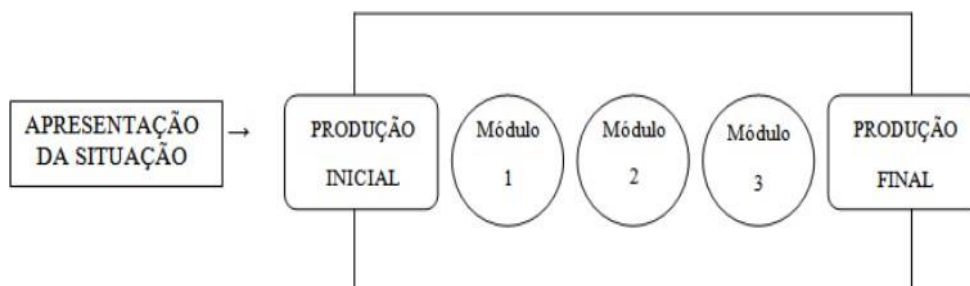 APRESENTAÇÃO
DA SITUAÇÃO
→
PRODUÇÃO
INICIAL
Módulo
1
Módulo
2
Módulo
3
PRODUÇÃO
FINAL